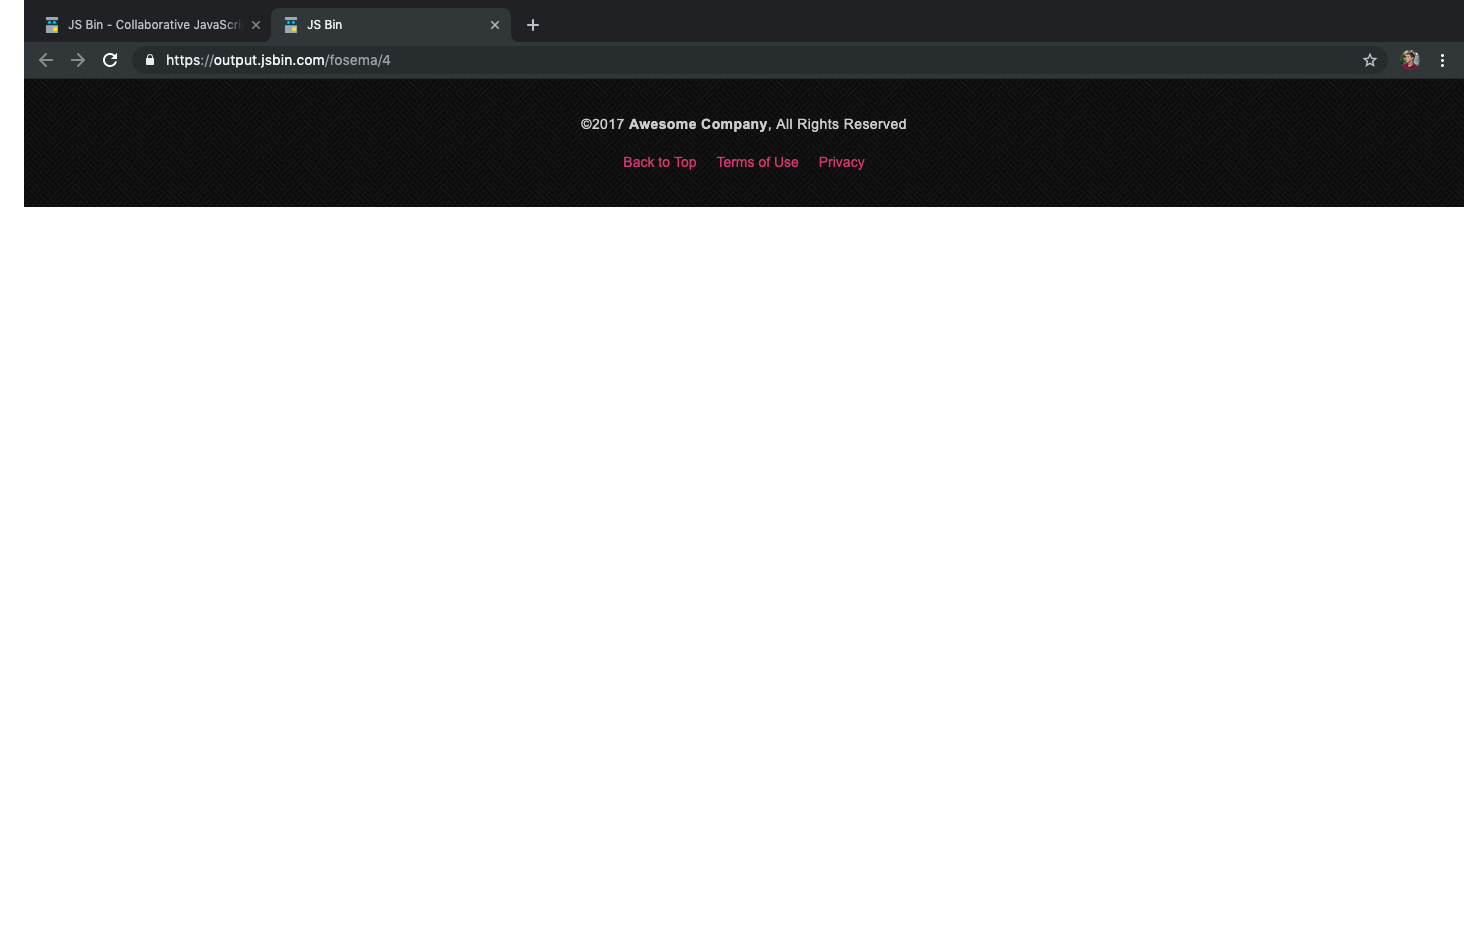 JS Bin - Collaborative JavaScri
JS Bin
https://output.jsbin.com/fosema/4
©2017 Awesome Company, All Rights Reserved
Back to Top Terms of Use Privacy